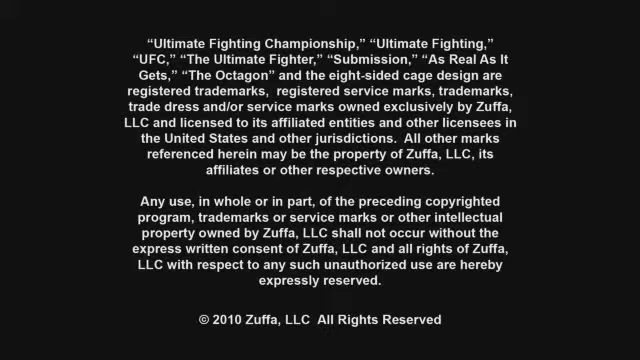 “Ultimate Fighting Championship,” “Ultimate Fighting,”
“UFC,” “The Ultimate Fighter,” “Submission,” “As Real As It
Gets,” “The Octagon” and the eight-sided cage design are
registered trademarks,  registered service marks, trademarks,
trade dress and/or service marks owned exclusively by Zuffa,
LLC and licensed to its affiliated entities and other licensees in
the United States and other jurisdictions.  All other marks
referenced herein may be the property of Zuffa, LLC, its
affiliates or other respective owners.
Any use, in whole or in part, of the preceding copyrighted
program, trademarks or service marks or other intellectual
property owned by Zuffa, LLC shall not occur without the
express written consent of Zuffa, LLC and all rights of Zuffa,
LLC with respect to any such unauthorized use are hereby
expressly reserved.
© 2010 Zuffa, LLC  All Rights Reserved